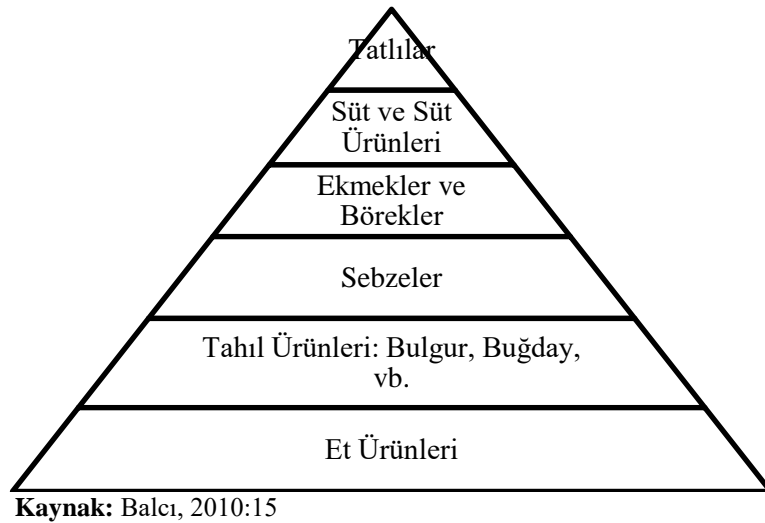 Tatlılar
Süt ve Süt
Ürünleri
Ekmekler ve
Börekler
Sebzeler
Tahıl Ürünleri: Bulgur, Buğday,
vb.
Et Ürünleri
Kaynak: Balcı, 2010:15